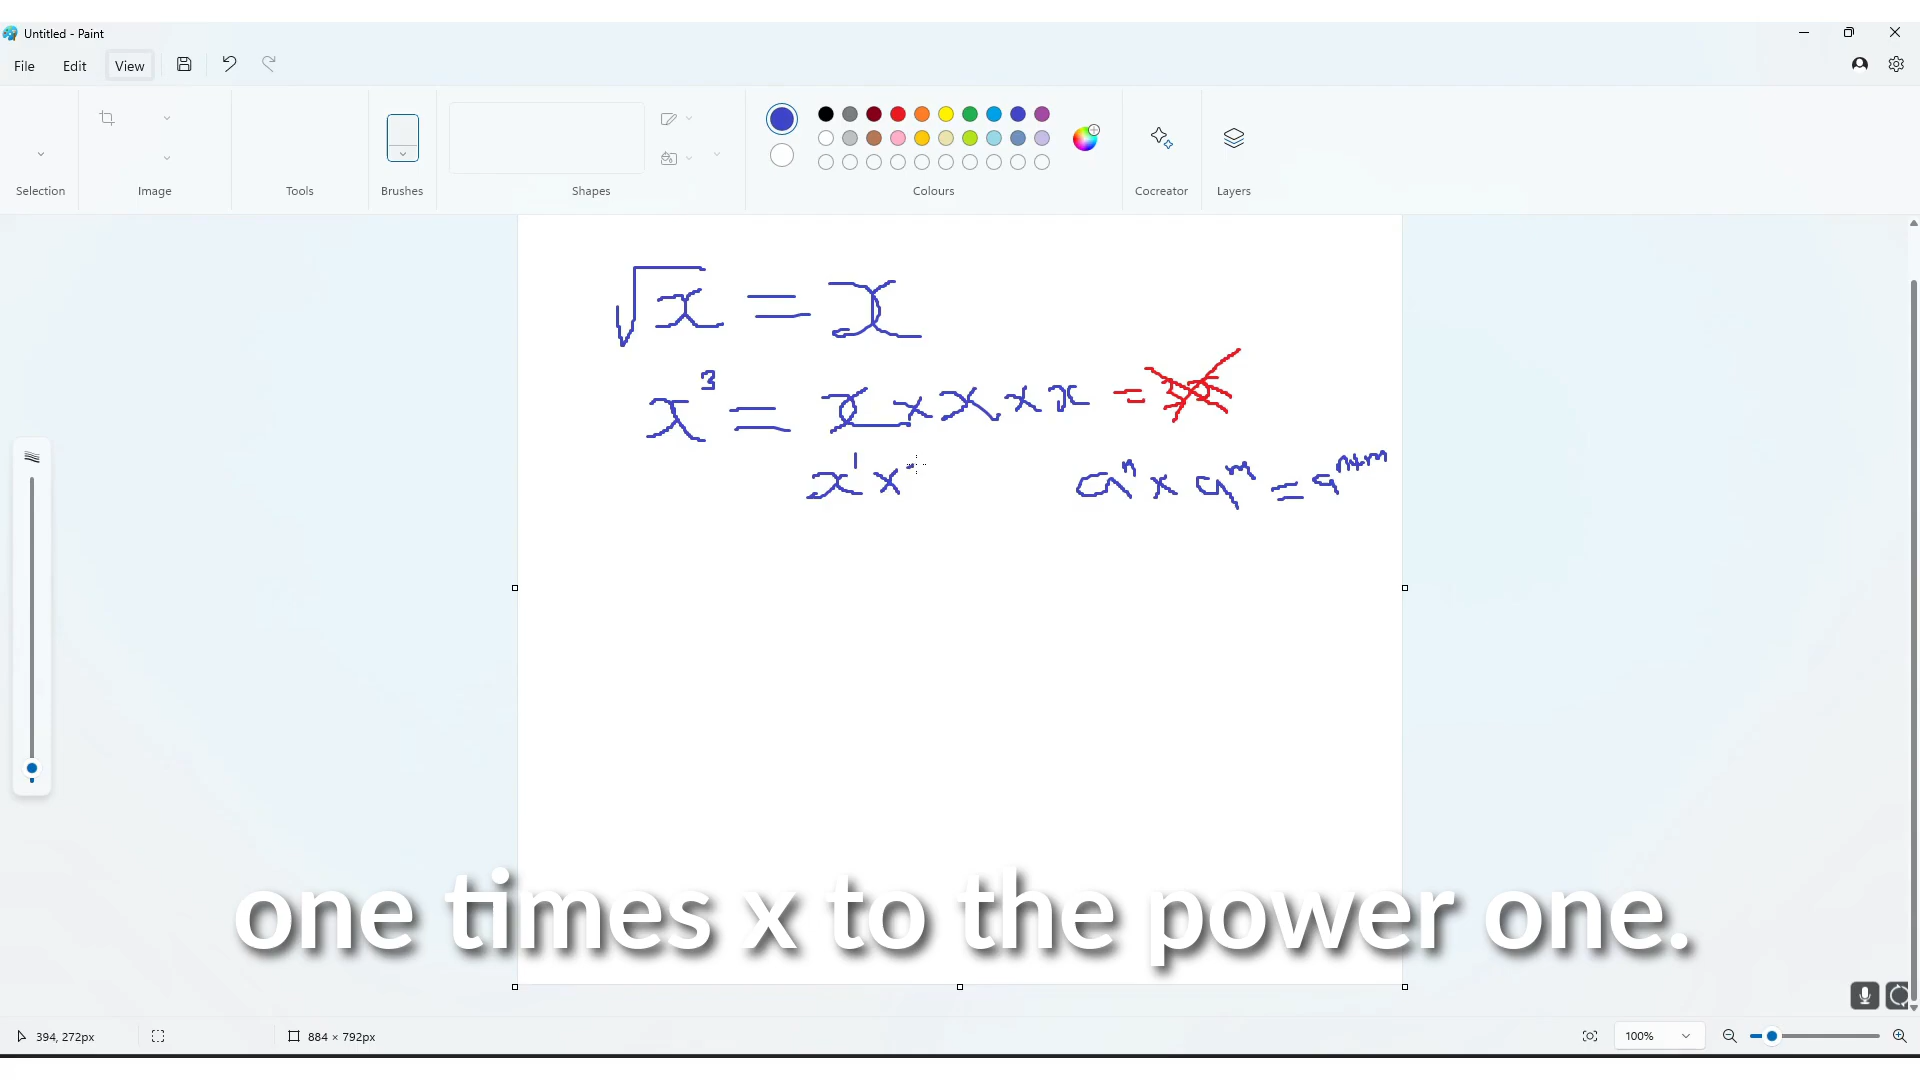 Untitled - Paint
File Edit View
Selection Image Tools Brushes Shapes Colours Cocreator Layers
√x = x
x³ = x × x × x =
x¹ × aⁿ × aᵐ = aⁿ⁺ᵐ
one times x to the power one.
394, 272px 884 × 792px 100%